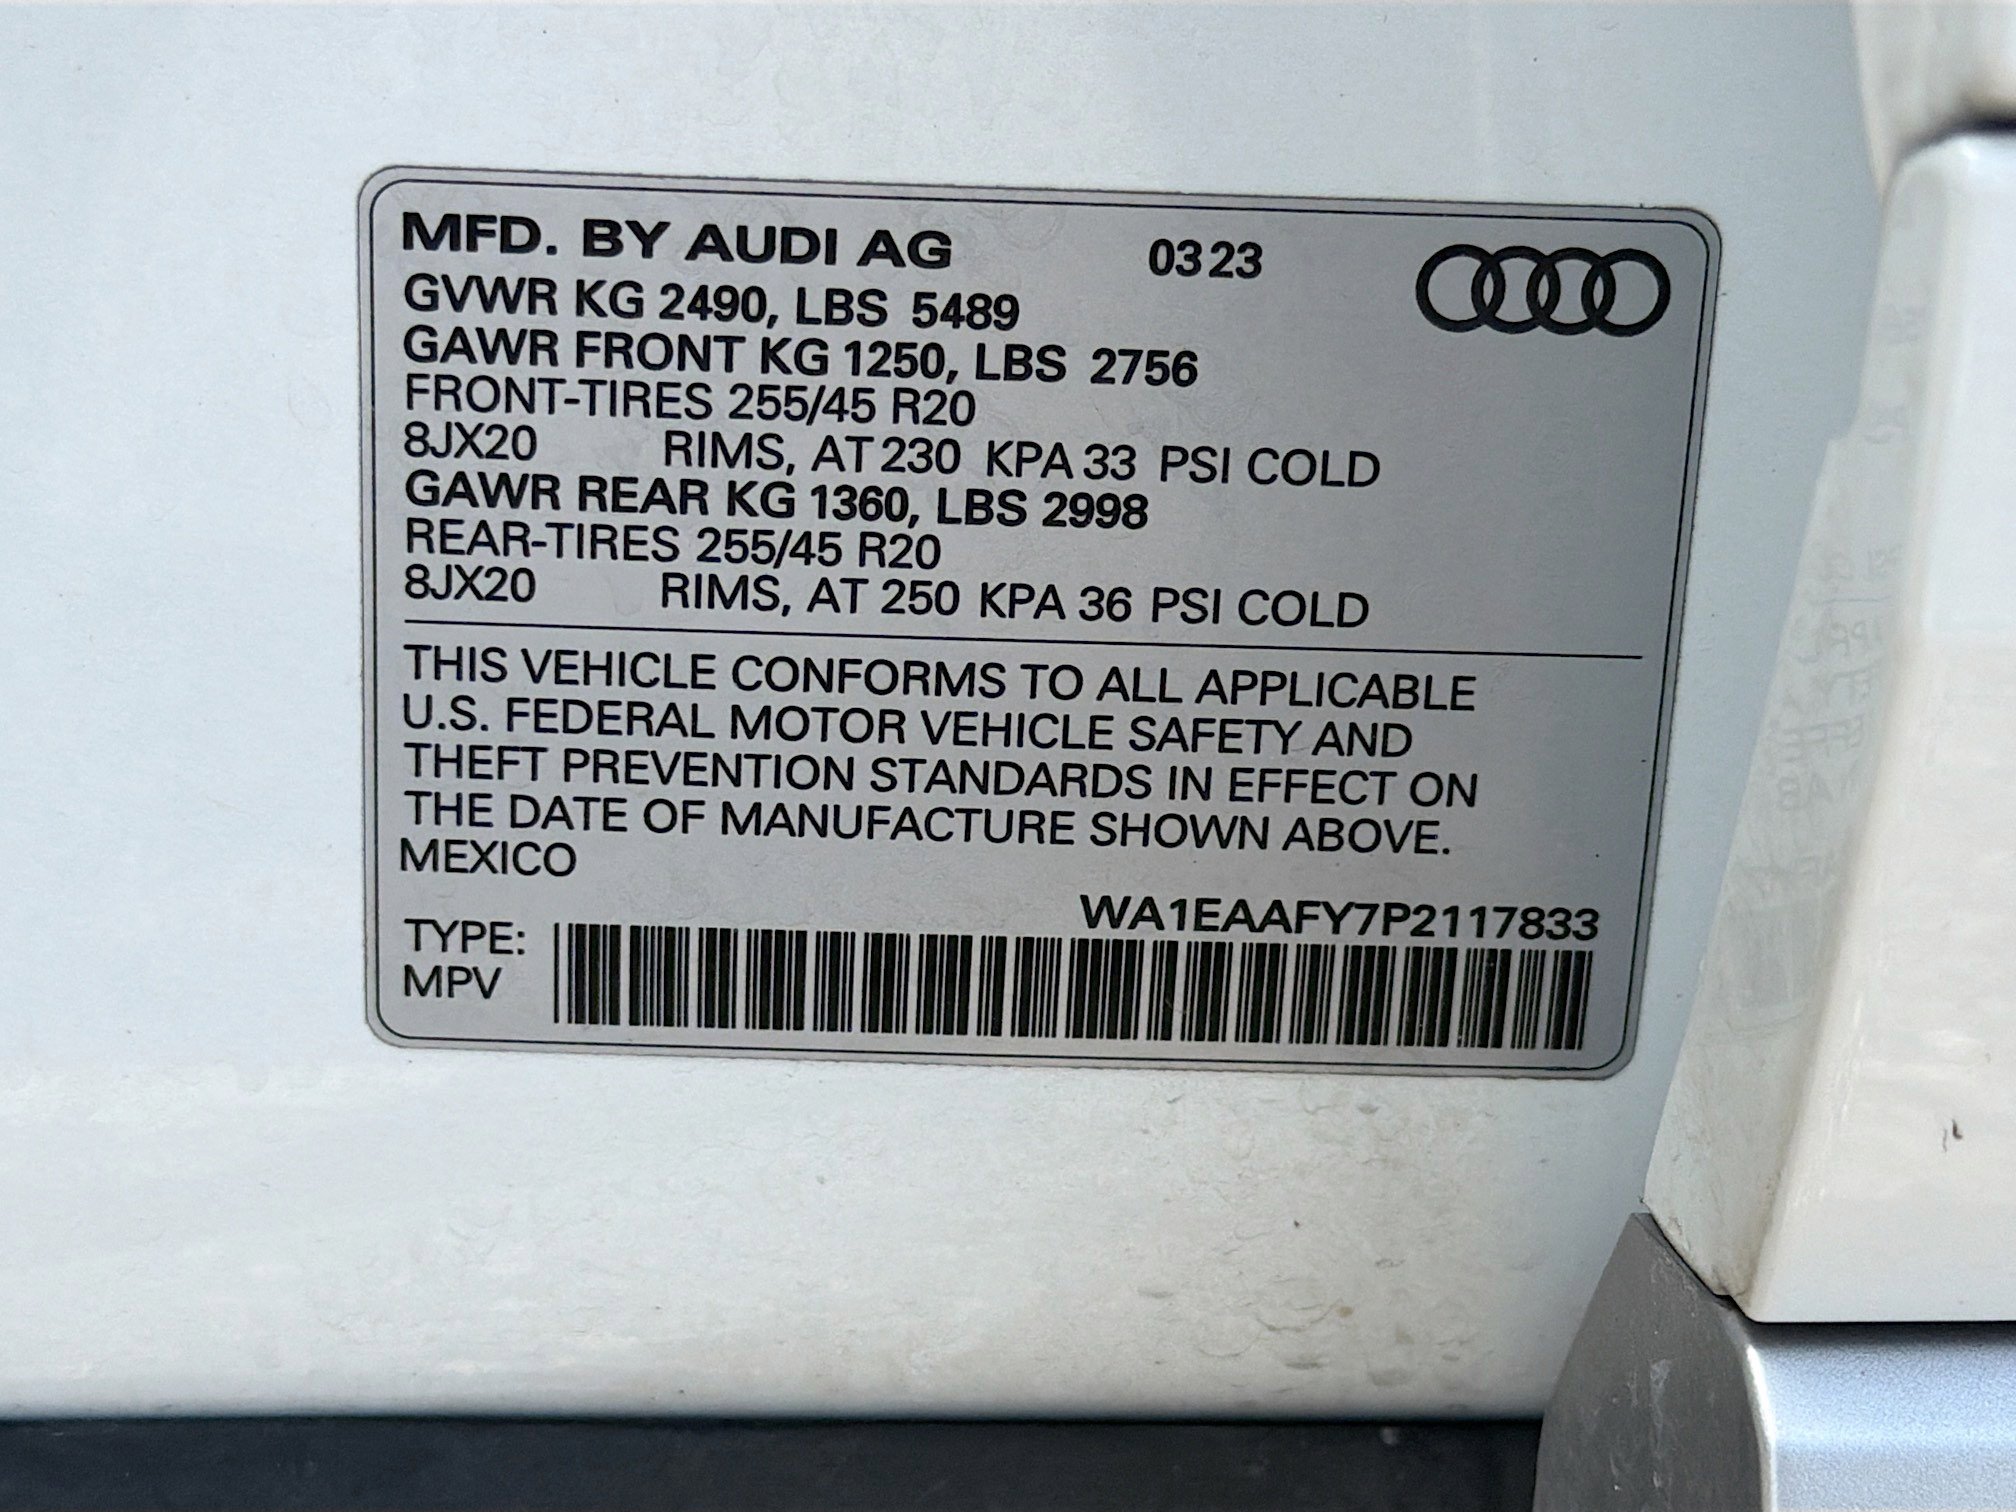 MFD. BY AUDI AG 0323
GVWR KG 2490, LBS 5489
GAWR FRONT KG 1250, LBS 2756
FRONT-TIRES 255/45 R20
8JX20 RIMS, AT 230 KPA 33 PSI COLD
GAWR REAR KG 1360, LBS 2998
REAR-TIRES 255/45 R20
8JX20 RIMS, AT 250 KPA 36 PSI COLD
THIS VEHICLE CONFORMS TO ALL APPLICABLE
U.S. FEDERAL MOTOR VEHICLE SAFETY AND
THEFT PREVENTION STANDARDS IN EFFECT ON
THE DATE OF MANUFACTURE SHOWN ABOVE.
MEXICO
WA1EAAFY7P2117833
TYPE:
MPV